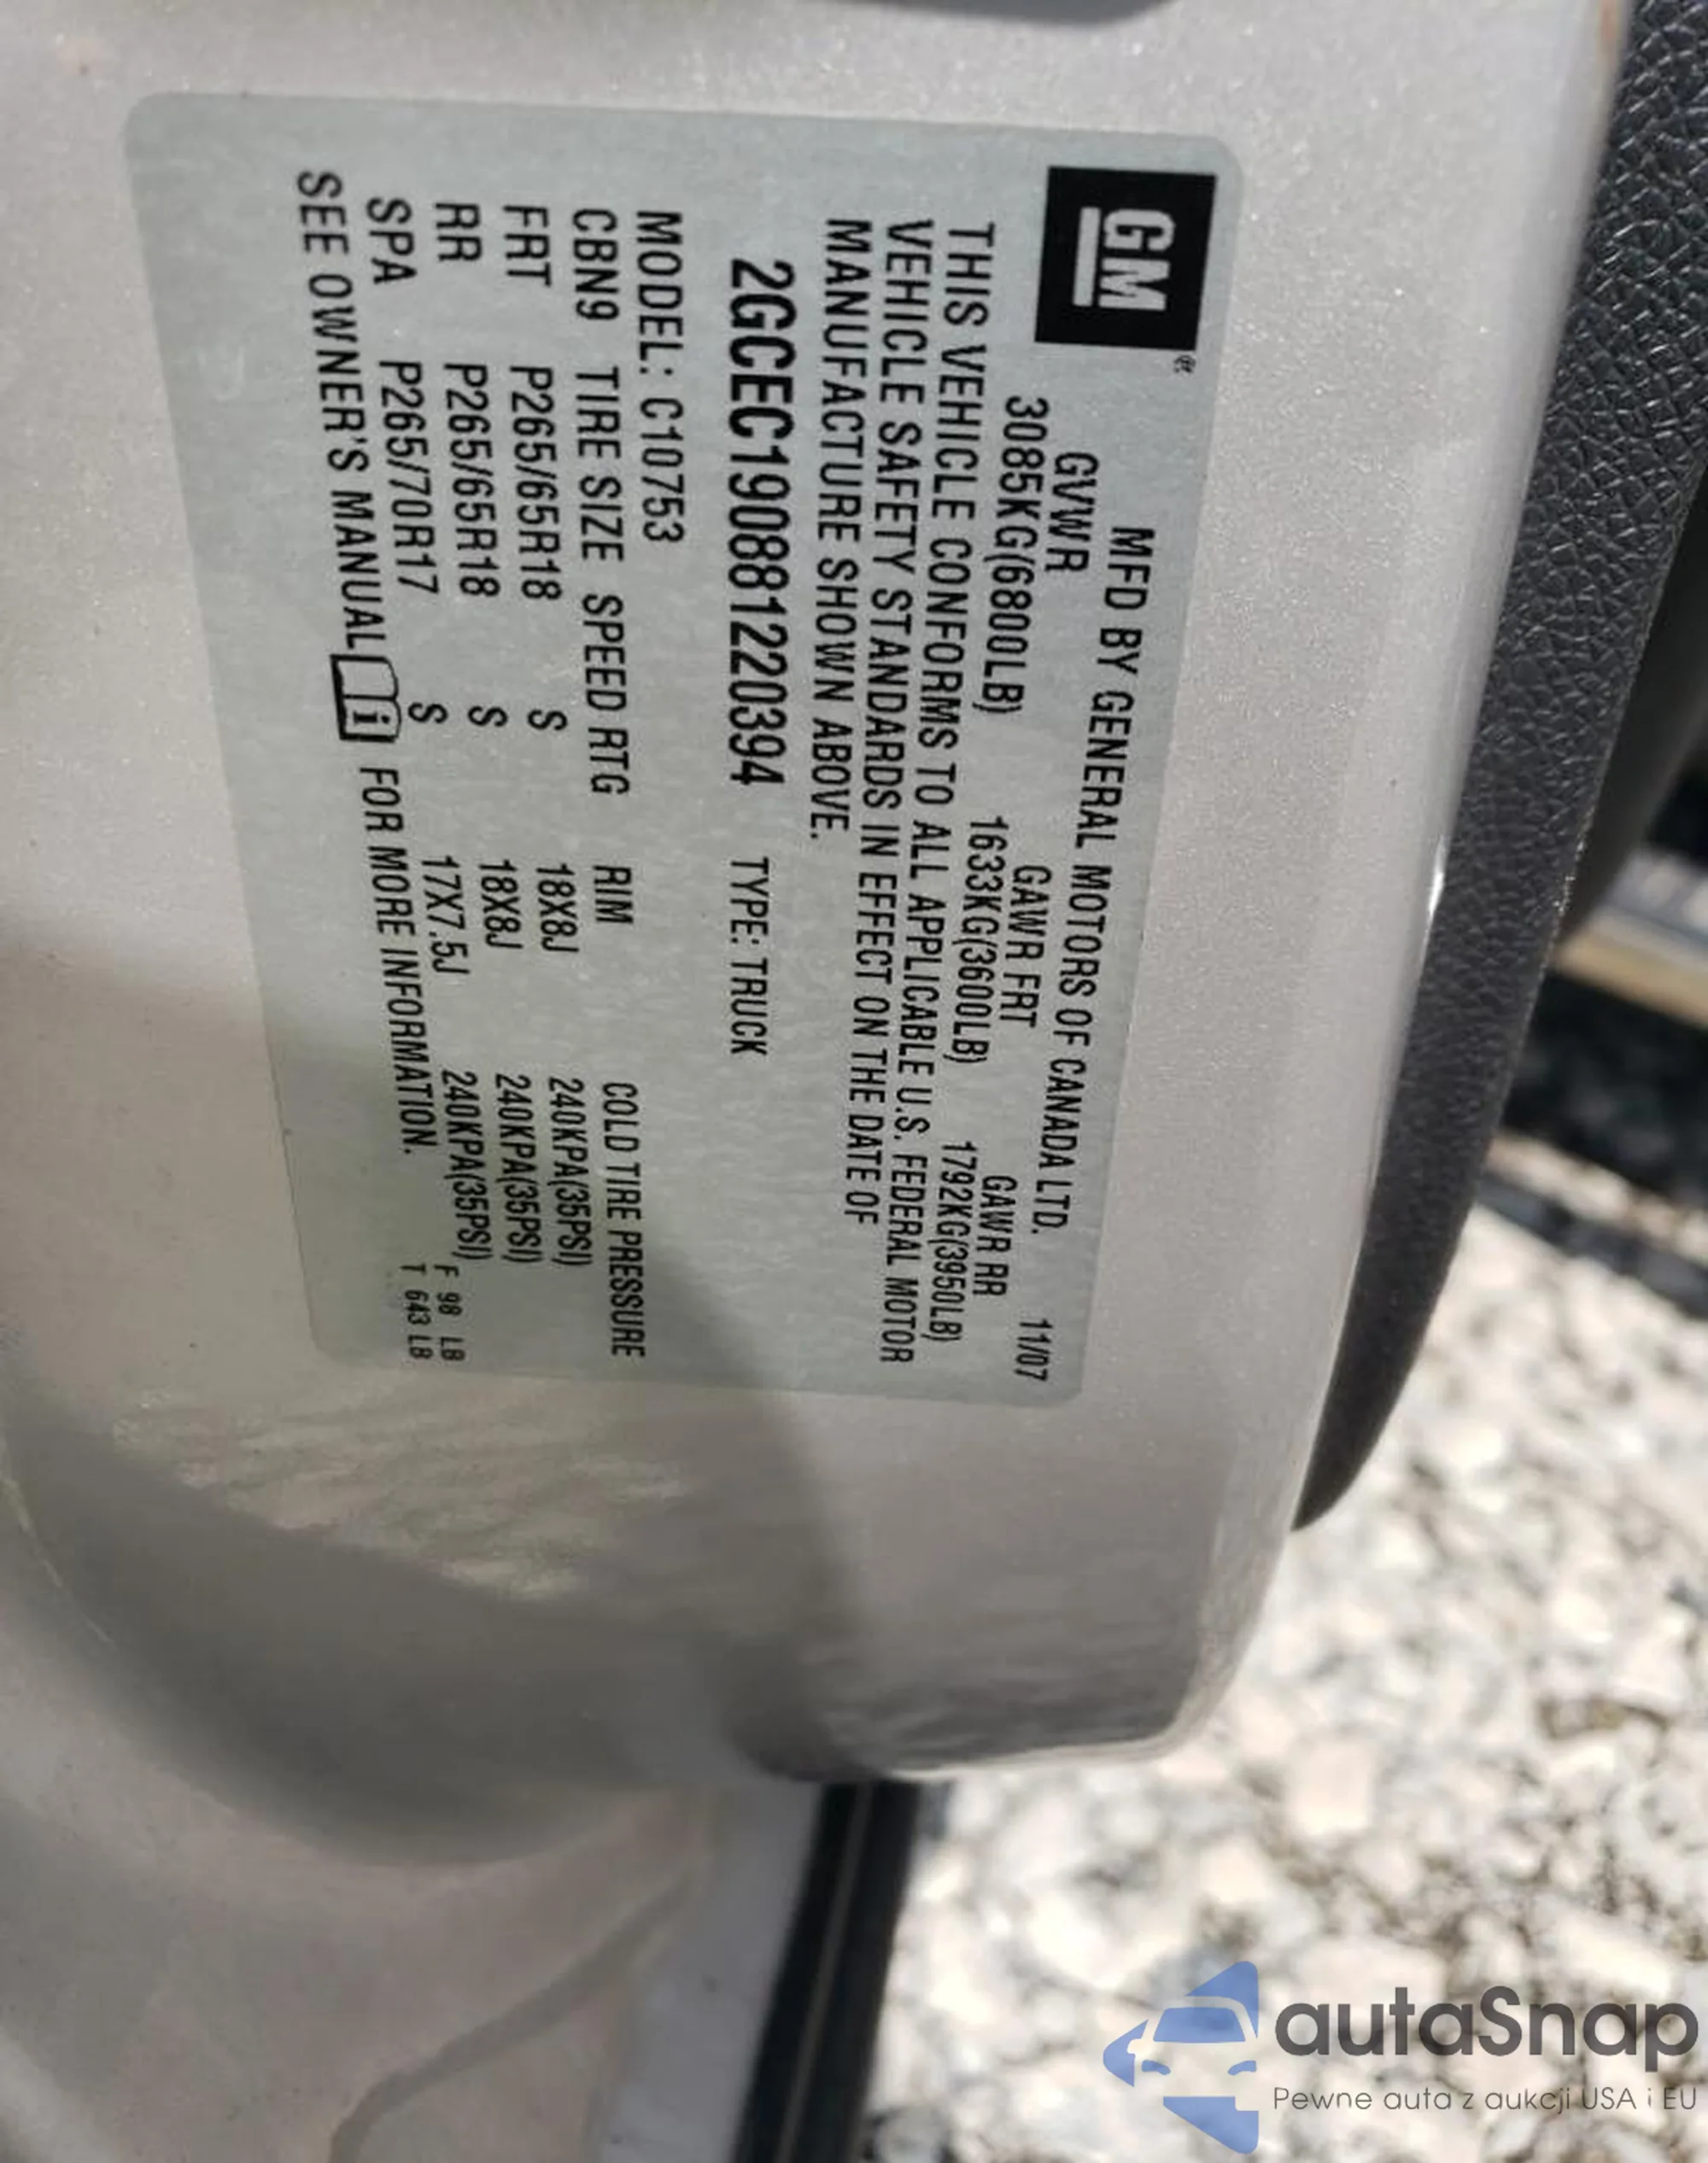 GM®
MFD BY GENERAL MOTORS OF CANADA LTD. 11/07
GVWR GAWR FRT GAWR RR
3085KG(6800LB) 1633KG(3600LB) 1792KG(3950LB)
THIS VEHICLE CONFORMS TO ALL APPLICABLE U.S. FEDERAL MOTOR
VEHICLE SAFETY STANDARDS IN EFFECT ON THE DATE OF
MANUFACTURE SHOWN ABOVE.
2GCEC190881220394 TYPE: TRUCK
MODEL: C10753
CBN9 TIRE SIZE SPEED RTG RIM COLD TIRE PRESSURE
FRT P265/65R18 S 18X8J 240KPA(35PSI)
RR P265/65R18 S 18X8J 240KPA(35PSI)
SPA P265/70R17 S 17X7.5J 240KPA(35PSI)
SEE OWNER'S MANUAL i FOR MORE INFORMATION.
F 98 LB
T 643 LB
autaSnap
Pewne auta z aukcji USA i EU